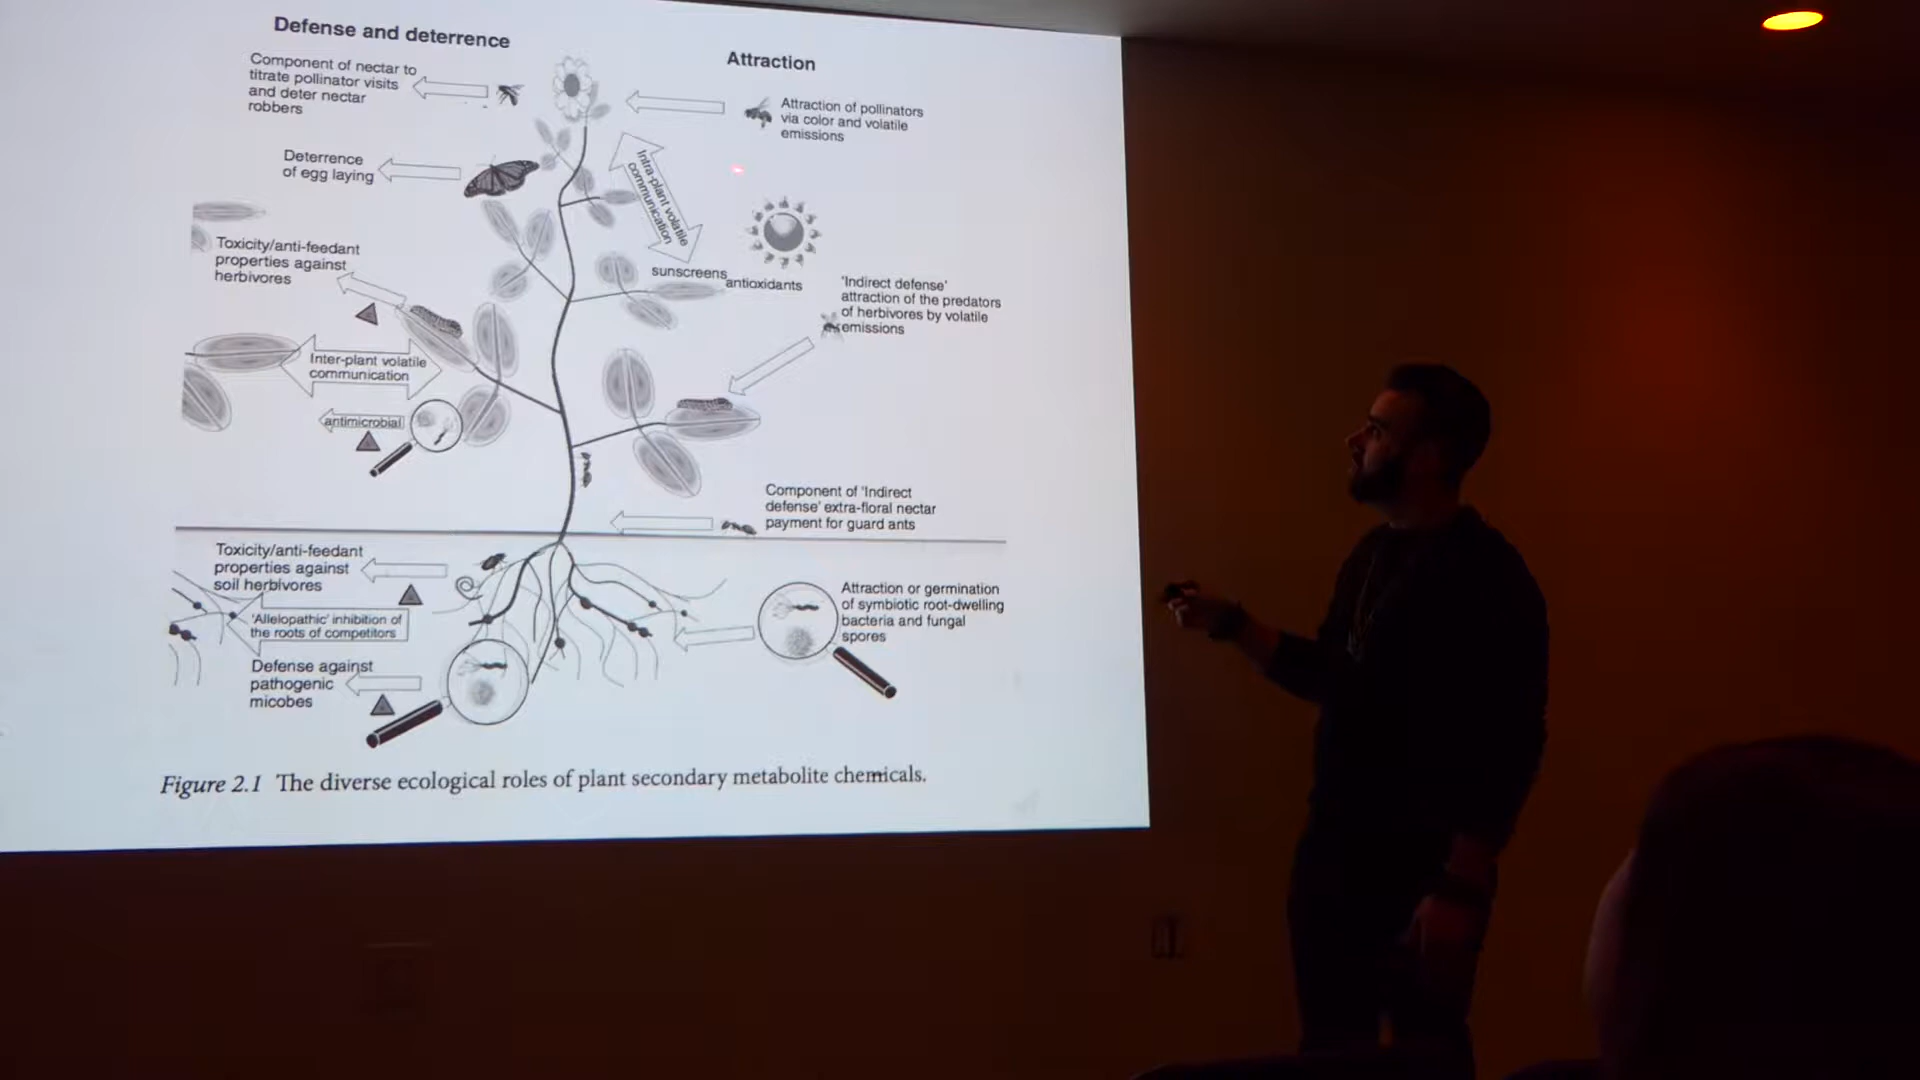 Defense and deterrence
Component of nectar to
titrate pollinator visits
and deter nectar
robbers
Deterrence
of egg laying
Toxicity/anti-feedant
properties against
herbivores
Inter-plant volatile
communication
antimicrobial
Attraction
Attraction of pollinators
via color and volatile
emissions
Intra-plant volatile
communication
sunscreens
antioxidants
'Indirect defense'
attraction of the predators
of herbivores by volatile
emissions
Component of 'Indirect
defense' extra-floral nectar
payment for guard ants
Toxicity/anti-feedant
properties against
soil herbivores
'Allelopathic' inhibition of
the roots of competitors
Defense against
pathogenic
micobes
Attraction or germination
of symbiotic root-dwelling
bacteria and fungal
spores
Figure 2.1 The diverse ecological roles of plant secondary metabolite chemicals.